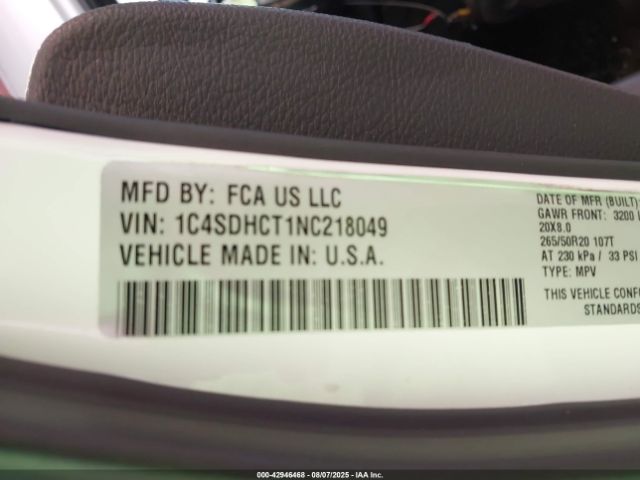 MFD BY: FCA US LLC
VIN: 1C4SDHCT1NC218049
VEHICLE MADE IN: U.S.A.
DATE OF MFR (BUILT):
GAWR FRONT: 3200
20X8.0
265/50R20 107T
AT 230 kPa / 33 PSI
TYPE: MPV
THIS VEHICLE
STANDARDS
000-42946468 - 08/07/2025 - IAA Inc.